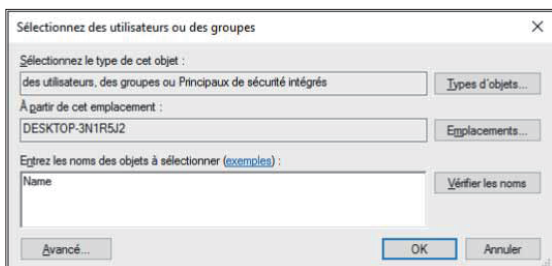 Sélectionnez des utilisateurs ou des groupes
Sélectionnez le type de cet objet :
des utilisateurs, des groupes ou Principaux de sécurité intégrés
Types d'objets...
À partir de cet emplacement :
DESKTOP-3N1R5J2
Emplacements...
Entrez les noms des objets à sélectionner (exemples) :
Name
Vérifier les noms
Avancé...
OK
Annuler